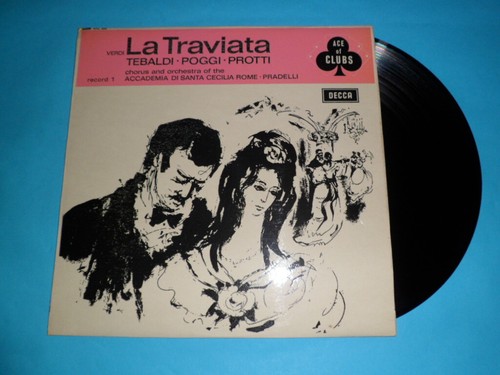 VERDI La Traviata
TEBALDI · POGGI · PROTTI
chorus and orchestra of the
record 1 ACCADEMIA DI SANTA CECILIA ROME · PRADELLI
ACE
of
CLUBS
DECCA